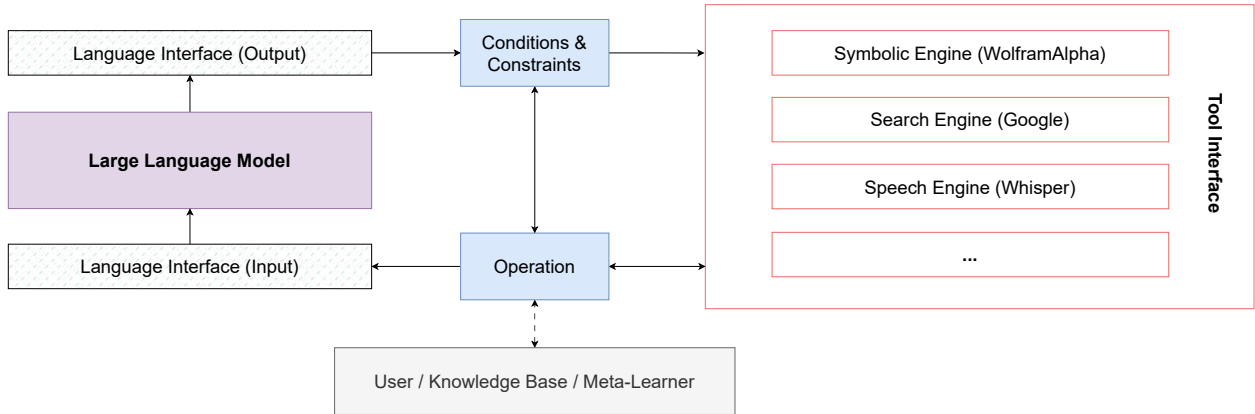 Language Interface (Output)
Conditions &
Constraints
Symbolic Engine (WolframAlpha)
Search Engine (Google)
Large Language Model
Speech Engine (Whisper)
Tool Interface
Language Interface (Input)
Operation
...
User / Knowledge Base / Meta-Learner